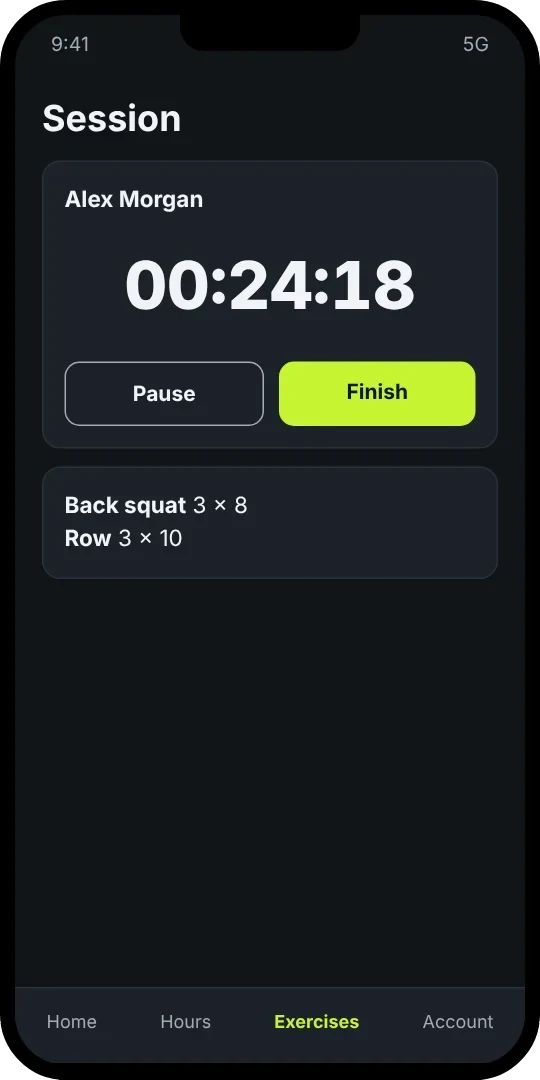 9:41 5G
Session
Alex Morgan
00:24:18
Pause Finish
Back squat 3 × 8
Row 3 × 10
Home Hours Exercises Account